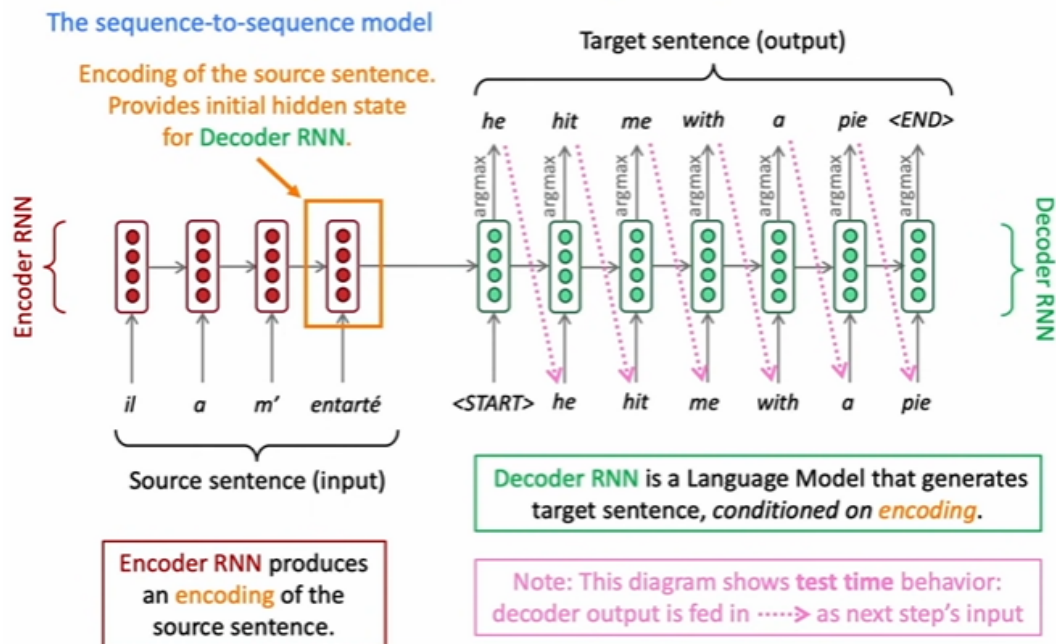 The sequence-to-sequence model
Target sentence (output)
Encoding of the source sentence.
Provides initial hidden state
for Decoder RNN.
he hit me with a pie <END>
argmax argmax argmax argmax argmax argmax argmax
Encoder RNN
Decoder RNN
il a m' entarté
<START> he hit me with a pie
Source sentence (input)
Decoder RNN is a Language Model that generates
target sentence, conditioned on encoding.
Encoder RNN produces
an encoding of the
source sentence.
Note: This diagram shows test time behavior:
decoder output is fed in as next step's input